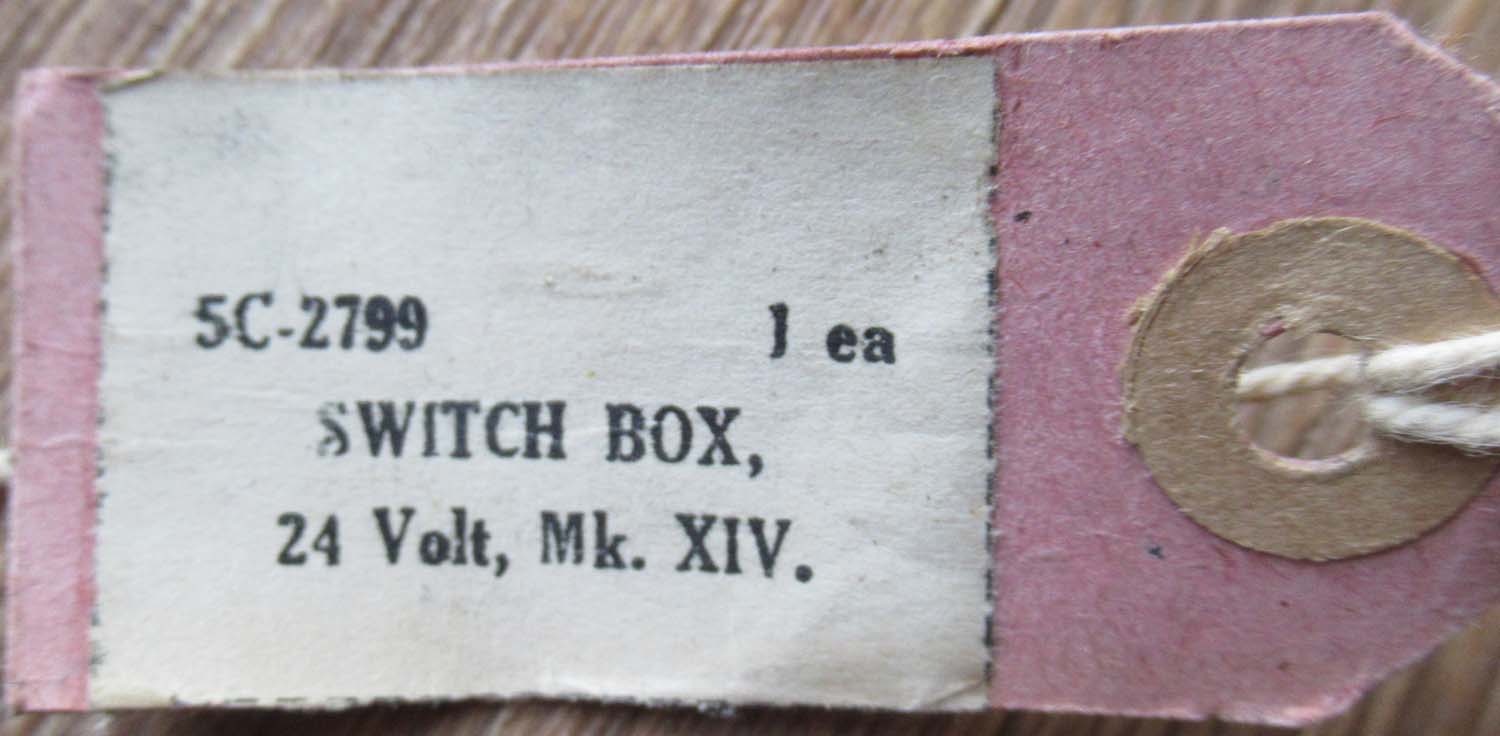 5C-2799 1 ea
SWITCH BOX,
24 Volt, Mk. XIV.